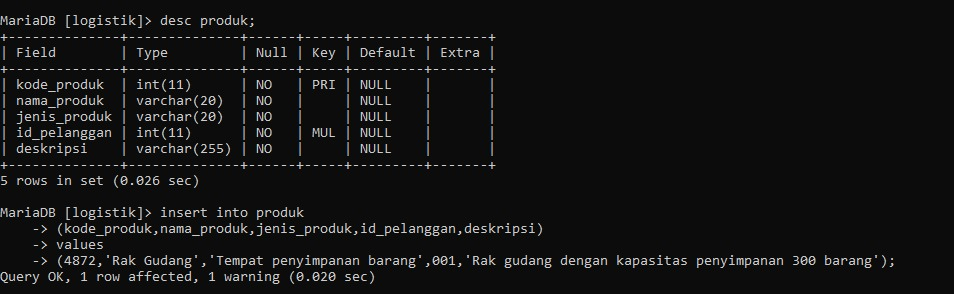 MariaDB [logistik]> desc produk;
+--------------+--------------+------+-----+---------+-------+
| Field        | Type         | Null | Key | Default | Extra |
+--------------+--------------+------+-----+---------+-------+
| kode_produk  | int(11)      | NO   | PRI | NULL    |       |
| nama_produk  | varchar(20)  | NO   |     | NULL    |       |
| jenis_produk | varchar(20)  | NO   |     | NULL    |       |
| id_pelanggan | int(11)      | NO   | MUL | NULL    |       |
| deskripsi    | varchar(255) | NO   |     | NULL    |       |
+--------------+--------------+------+-----+---------+-------+
5 rows in set (0.026 sec)

MariaDB [logistik]> insert into produk
    -> (kode_produk,nama_produk,jenis_produk,id_pelanggan,deskripsi)
    -> values
    -> (4872,'Rak Gudang','Tempat penyimpanan barang',001,'Rak gudang dengan kapasitas penyimpanan 300 barang');
Query OK, 1 row affected, 1 warning (0.020 sec)